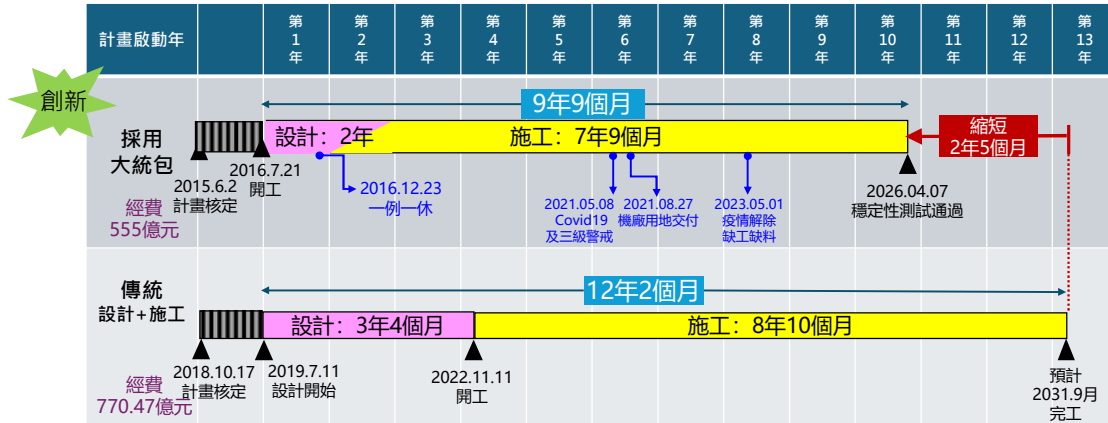 計畫啟動年
第1年
第2年
第3年
第4年
第5年
第6年
第7年
第8年
第9年
第10年
第11年
第12年
第13年
創新
採用
大統包
經費
555億元
9年9個月
設計：2年
施工：7年9個月
縮短
2年5個月
2015.6.2
計畫核定
2016.7.21
開工
2016.12.23
一例一休
2021.05.08
Covid19
及三級警戒
2021.08.27
機廠用地交付
2023.05.01
疫情解除
缺工缺料
2026.04.07
穩定性測試通過
傳統
設計+施工
經費
770.47億元
12年2個月
設計：3年4個月
施工：8年10個月
2018.10.17
計畫核定
2019.7.11
設計開始
2022.11.11
開工
預計
2031.9月
完工